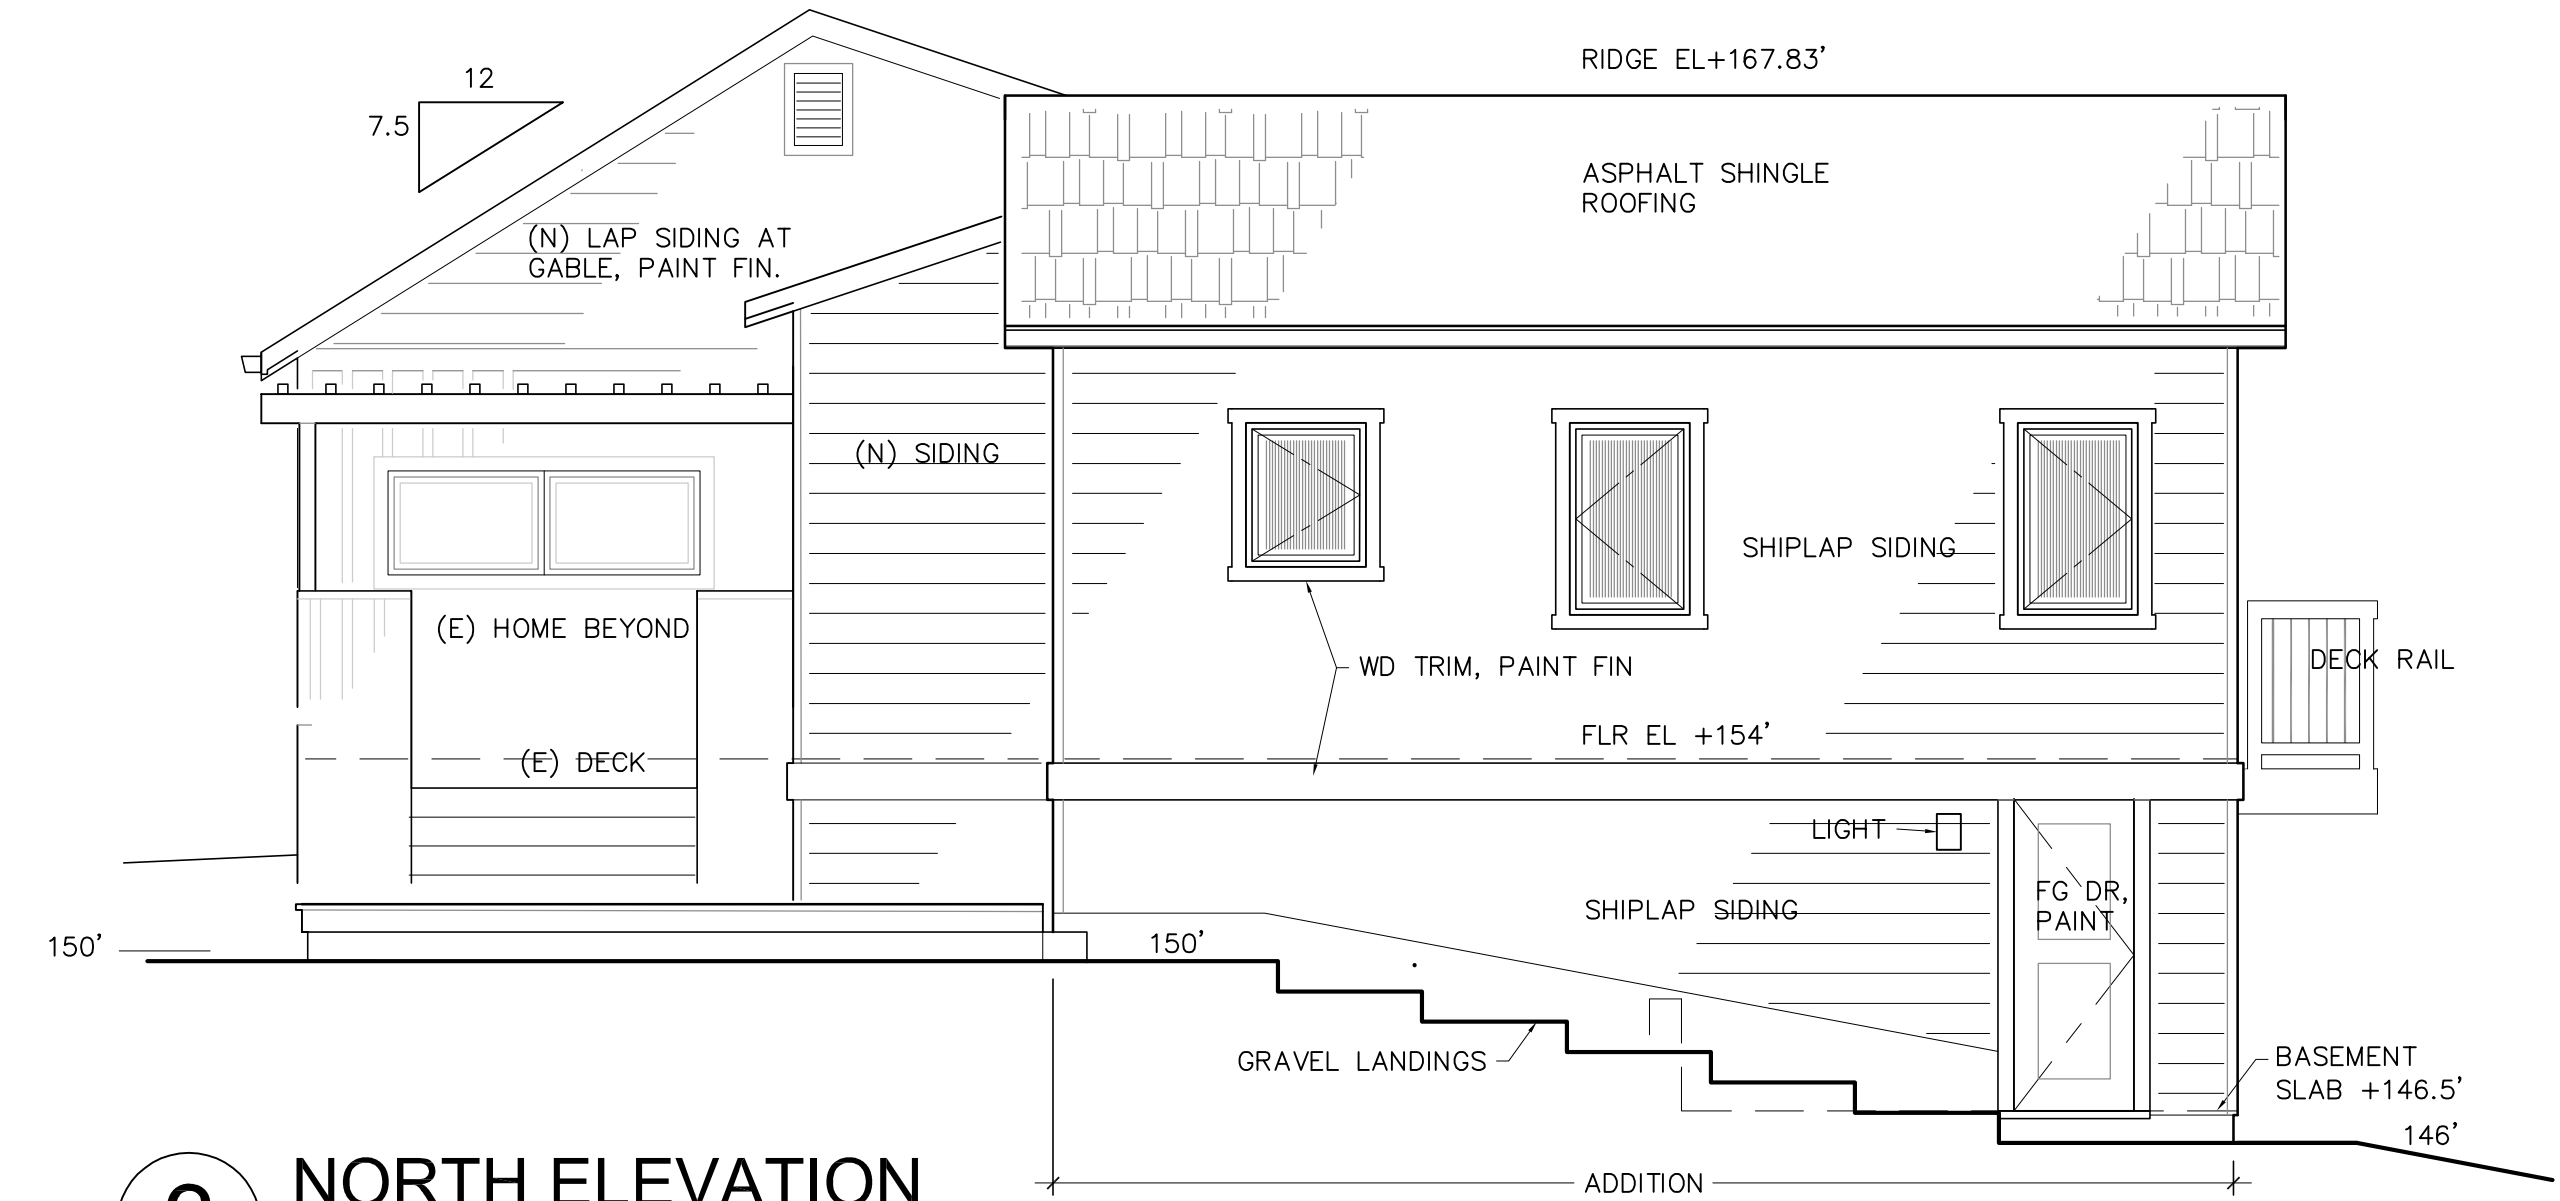 RIDGE EL+167.83'
12
7.5
ASPHALT SHINGLE
ROOFING
(N) LAP SIDING AT
GABLE, PAINT FIN.
(N) SIDING
SHIPLAP SIDING
(E) HOME BEYOND
WD TRIM, PAINT FIN
DECK RAIL
FLR EL +154'
(E) DECK
LIGHT
FG DR,
PAINT
SHIPLAP SIDING
150'
150'
GRAVEL LANDINGS
BASEMENT
SLAB +146.5'
146'
ADDITION
NORTH ELEVATION